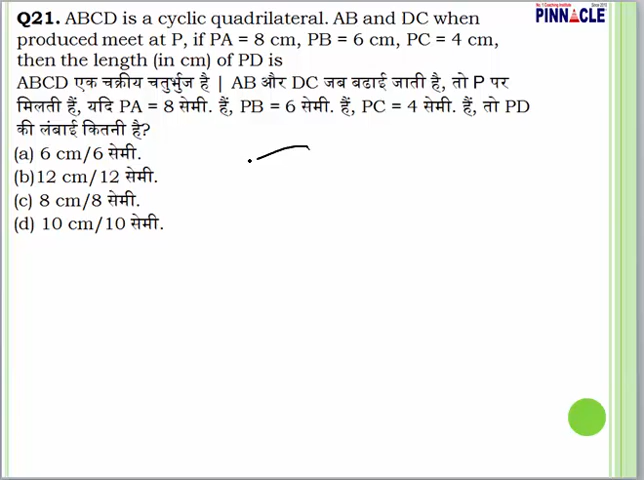 Q21. ABCD is a cyclic quadrilateral. AB and DC when
produced meet at P, if PA = 8 cm, PB = 6 cm, PC = 4 cm,
then the length (in cm) of PD is
ABCD एक चक्रीय चतुर्भुज है | AB और DC जब बढाई जाती है, तो P पर
मिलती हैं, यदि PA = 8 सेमी. हैं, PB = 6 सेमी. हैं, PC = 4 सेमी. हैं, तो PD
की लंबाई कितनी है?
(a) 6 cm/6 सेमी.
(b)12 cm/12 सेमी.
(c) 8 cm/8 सेमी.
(d) 10 cm/10 सेमी.
PINNACLE